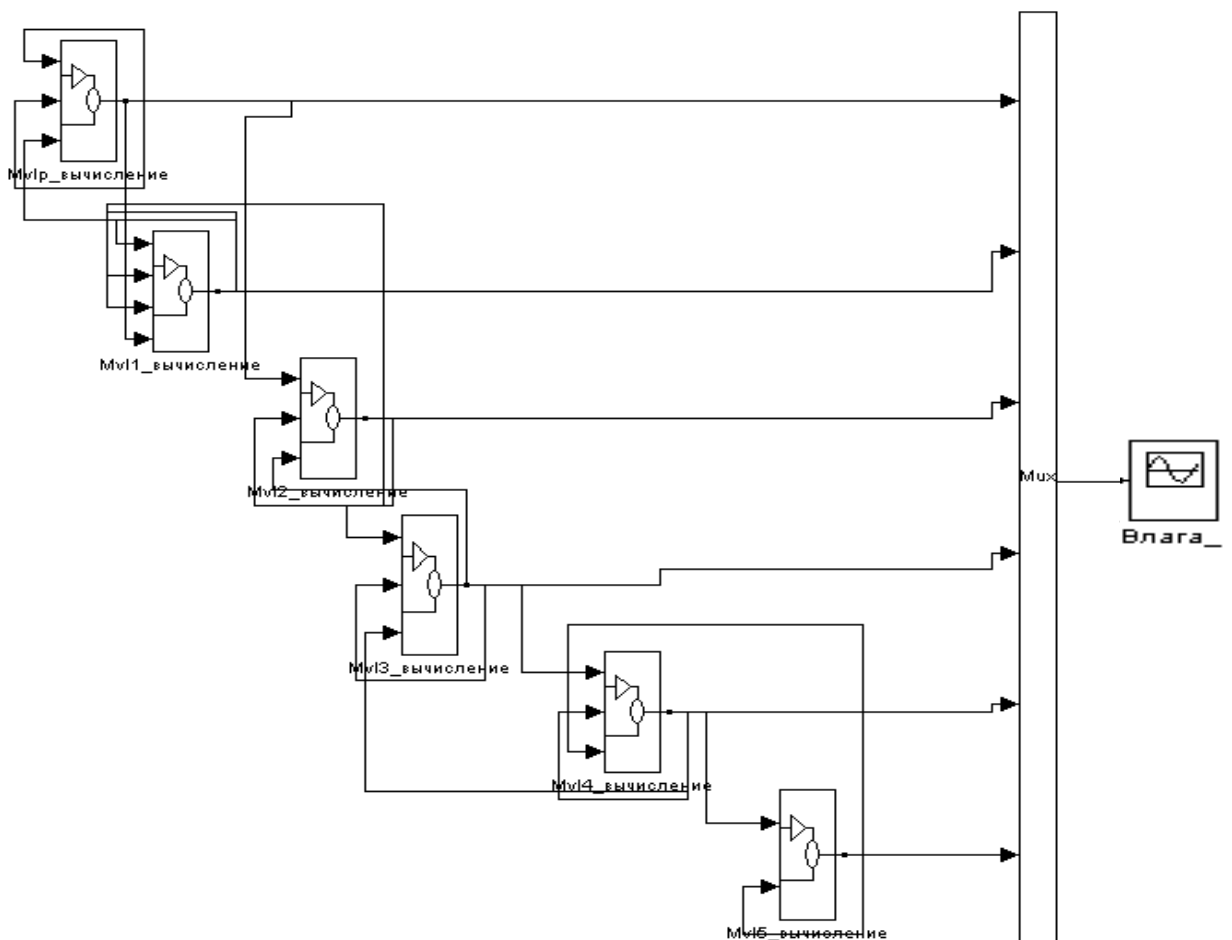 Mvlp_вычисление
Mvl1_вычисление
Mvl2_вычисление
Mux
Влага_
Mvl3_вычисление
Mvl4_вычисление
Mvl5_вычисление